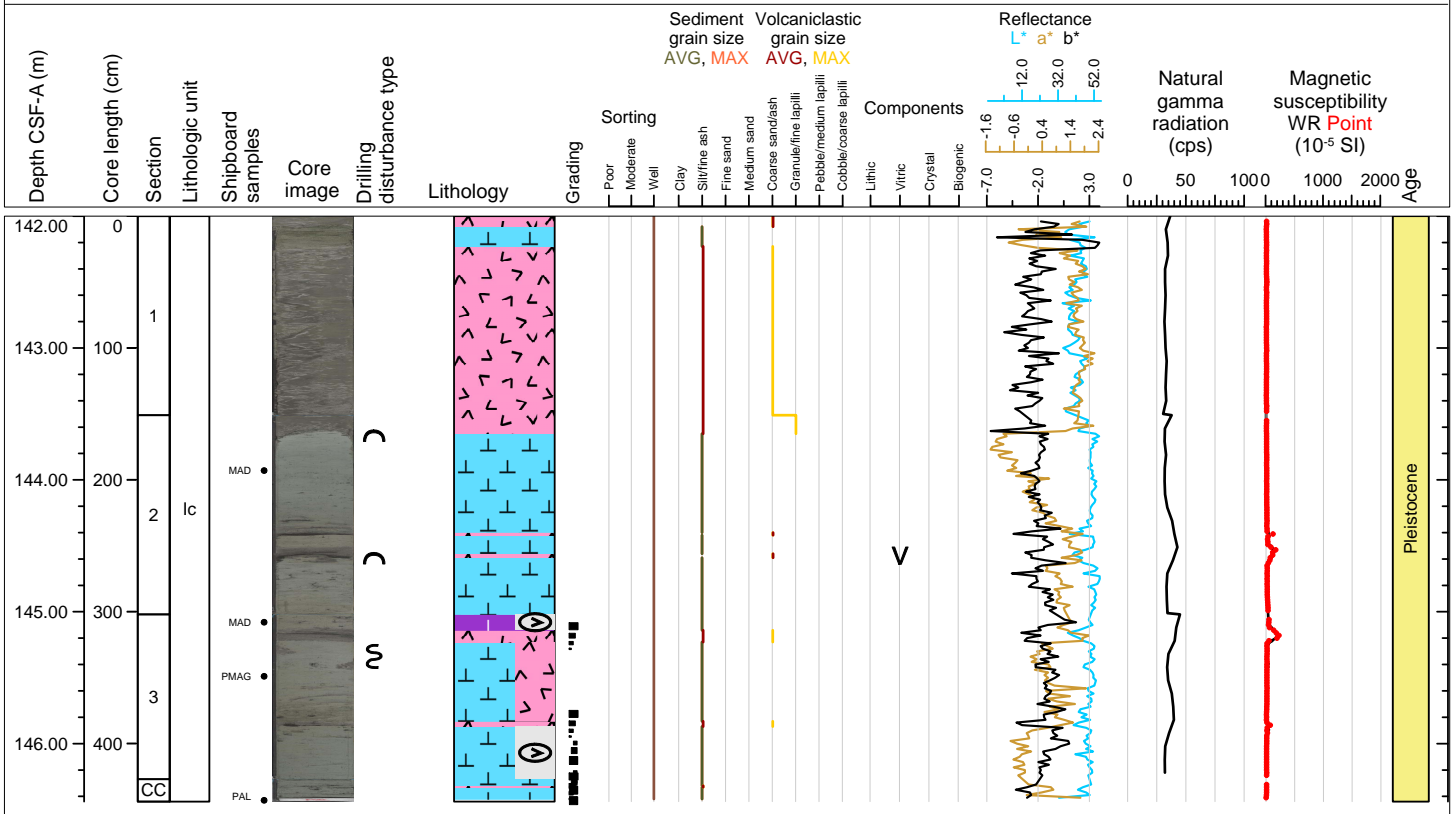 Depth CSF-A (m)
Core length (cm)
Section
Lithologic unit
Shipboard
samples
Core
image
Drilling
disturbance type
Lithology
Grading
Sorting
Poor
Moderate
Well
Sediment
grain size
AVG, MAX
Volcaniclastic
grain size
AVG, MAX
Clay
Silt/fine ash
Fine sand
Medium sand
Coarse sand/ash
Granule/fine lapilli
Pebble/medium lapilli
Cobble/coarse lapilli
Components
Lithic
Vitric
Crystal
Biogenic
Reflectance
L* a* b*
12.0 32.0 52.0
-1.6 -0.6 0.4 1.4 2.4
-7.0 -2.0 3.0
Natural
gamma
radiation
(cps)
0 50 100
Magnetic
susceptibility
WR Point
(10-5 SI)
0 1000 2000
Age
142.00 0
1
143.00 100
144.00 200
MAD
2
Ic
V
145.00 300
MAD
PMAG
3
146.00 400
CC
PAL
Pleistocene